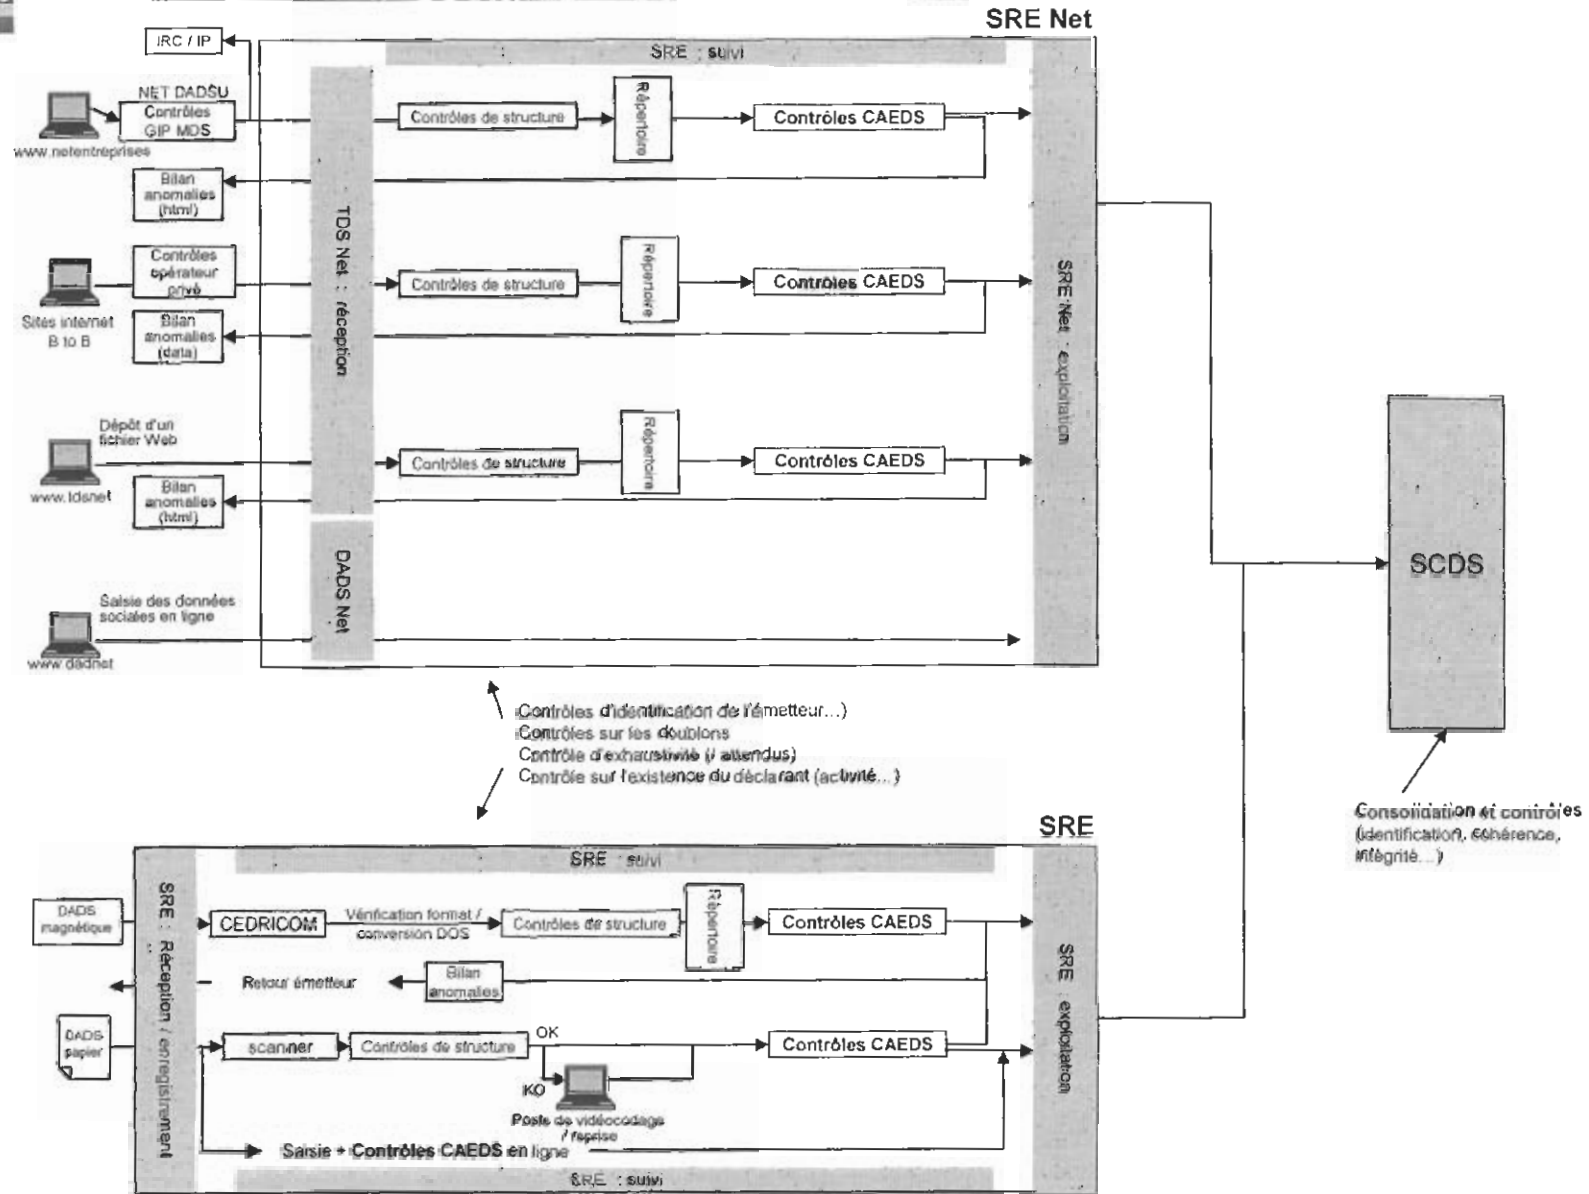 SRE Net
IRC / IP
SRE : suivi
NET DADSU
Contrôles
GIP MDS
www.netentreprises
Contrôles de structure
Répertoire
Contrôles CAEDS
Bilan
anomalies
(html)
TDS Net : réception
Contrôles
opérateur
privé
Sites internet
B to B
Contrôles de structure
Répertoire
Contrôles CAEDS
Bilan
anomalies
(data)
SRE Net : exploitation
Dépôt d'un
fichier Web
www.tdsnet
Contrôles de structure
Répertoire
Contrôles CAEDS
Bilan
anomalies
(html)
SCDS
DADS Net
Saisie des données
sociales en ligne
www.dadnet
Contrôles d'identification de l'émetteur...)
Contrôles sur les doublons
Contrôle d'exhaustivité (/ attendus)
Contrôle sur l'existence du déclarant (activité...)
Consolidation et contrôles
(identification, cohérence,
intégrité...)
SRE
SRE : suivi
SRE : Réception / enregistrement
DADS
magnétique
CEDRICOM
Vérification format /
conversion DOS
Contrôles de structure
Répertoire
Contrôles CAEDS
Retour émetteur
Bilan
anomalies
SRE : exploitation
DADS
papier
scanner
Contrôles de structure
OK
Contrôles CAEDS
KO
Poste de vidéocodage
/ reprise
Saisie + Contrôles CAEDS en ligne
SRE : suivi